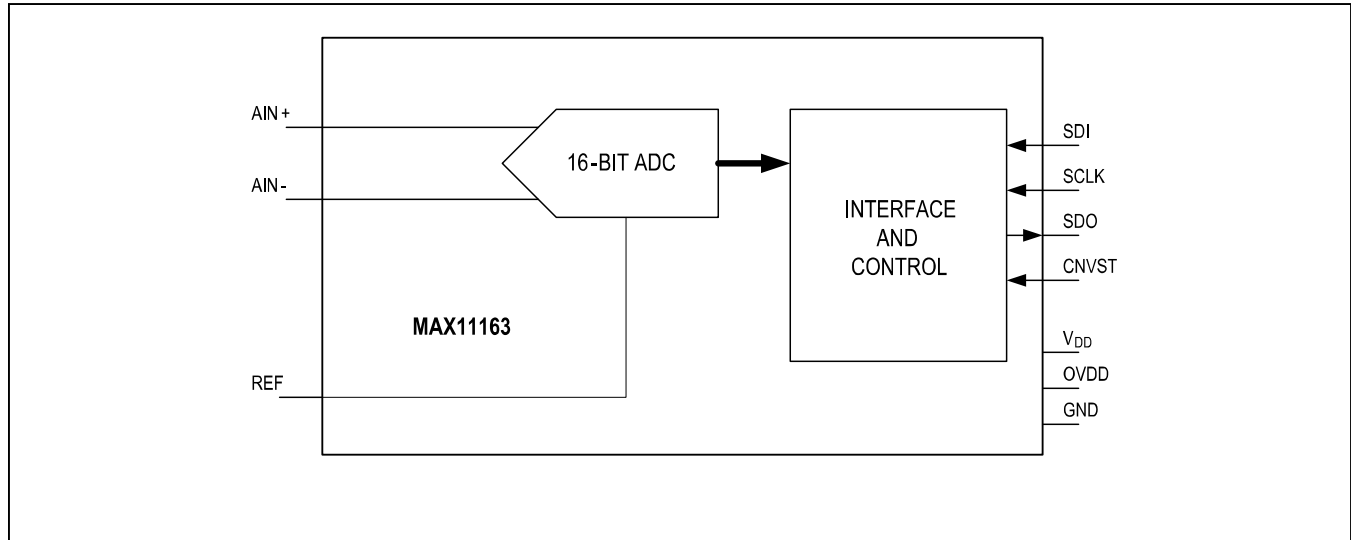 AIN+
AIN-
16-BIT ADC
MAX11163
REF
INTERFACE
AND
CONTROL
SDI
SCLK
SDO
CNVST
VDD
OVDD
GND